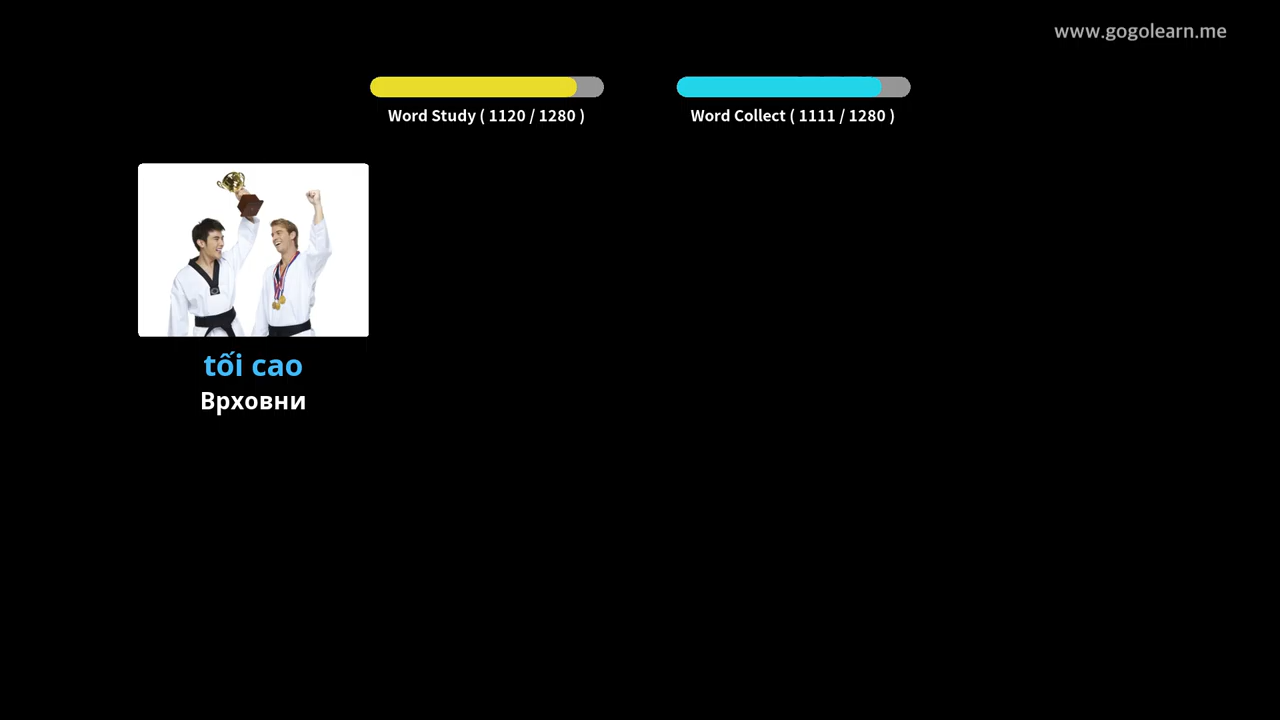 www.gogolearn.me
Word Study ( 1120 / 1280 )
Word Collect ( 1111 / 1280 )
tối cao
Врховни